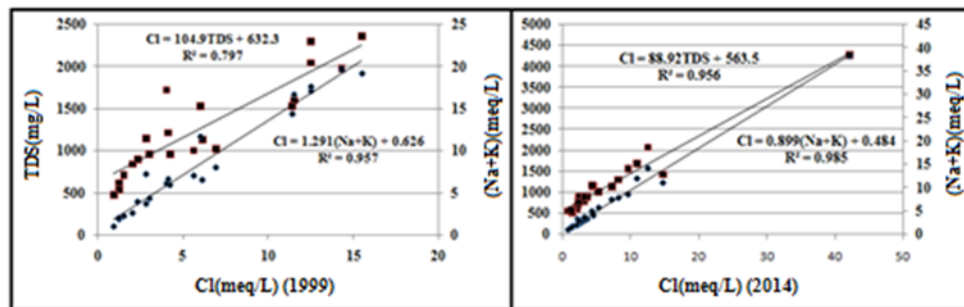 2500
2000
1500
1000
500
0
TDS(mg/L)
Cl = 104.9TDS + 632.3
R² = 0.797
Cl = 1.291(Na+K) + 0.626
R² = 0.957
25
20
15
10
5
0
(Na+K)(meq/L)
0 5 10 15 20
Cl(meq/L) (1999)
5000
4500
4000
3500
3000
2500
2000
1500
1000
500
0
Cl = 88.92TDS + 563.5
R² = 0.956
0.899(Na+K) + 0.484
R² = 0.985
45
40
35
30
25
20
15
10
5
0
(Na+K)(meq/L)
0 10 20 30 40 50
Cl(meq/L) (2014)